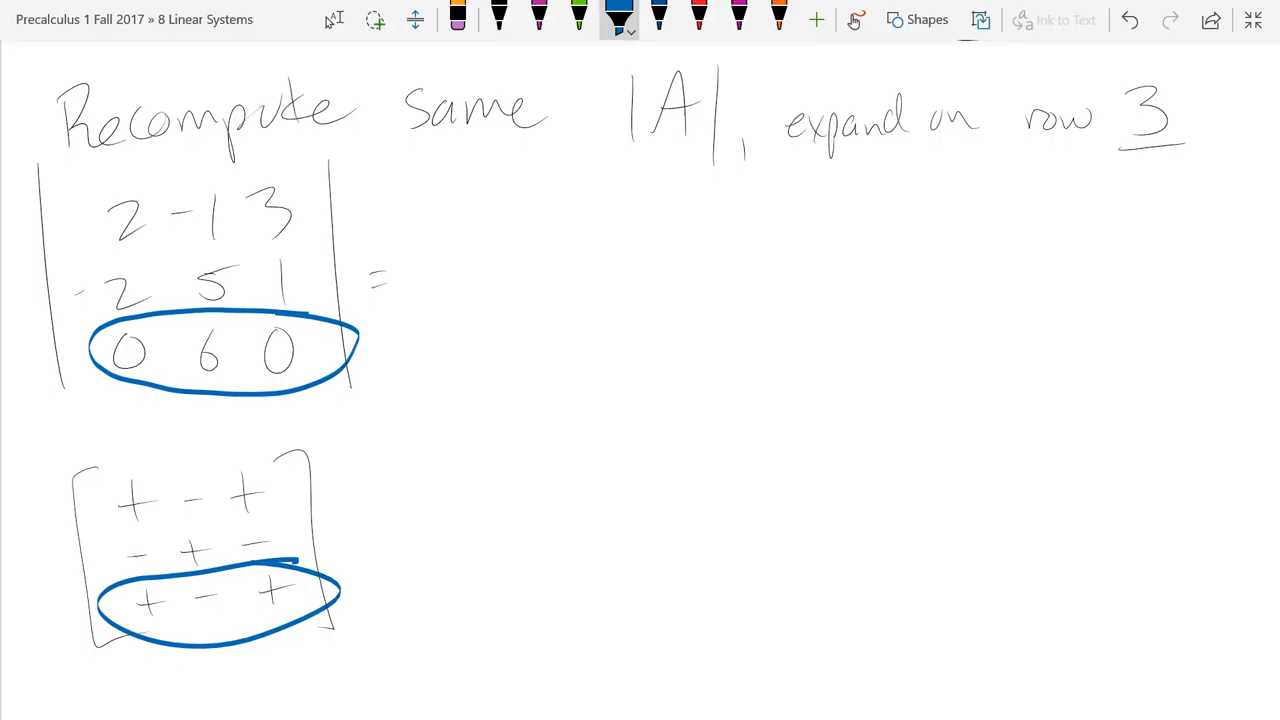 Precalculus 1 Fall 2017 » 8 Linear Systems
Shapes
Ink to Text
Recompute same |A|, expand on row 3
2 -1 3
-2 5 1 =
0 6 0
+ - +
- + -
+ - +